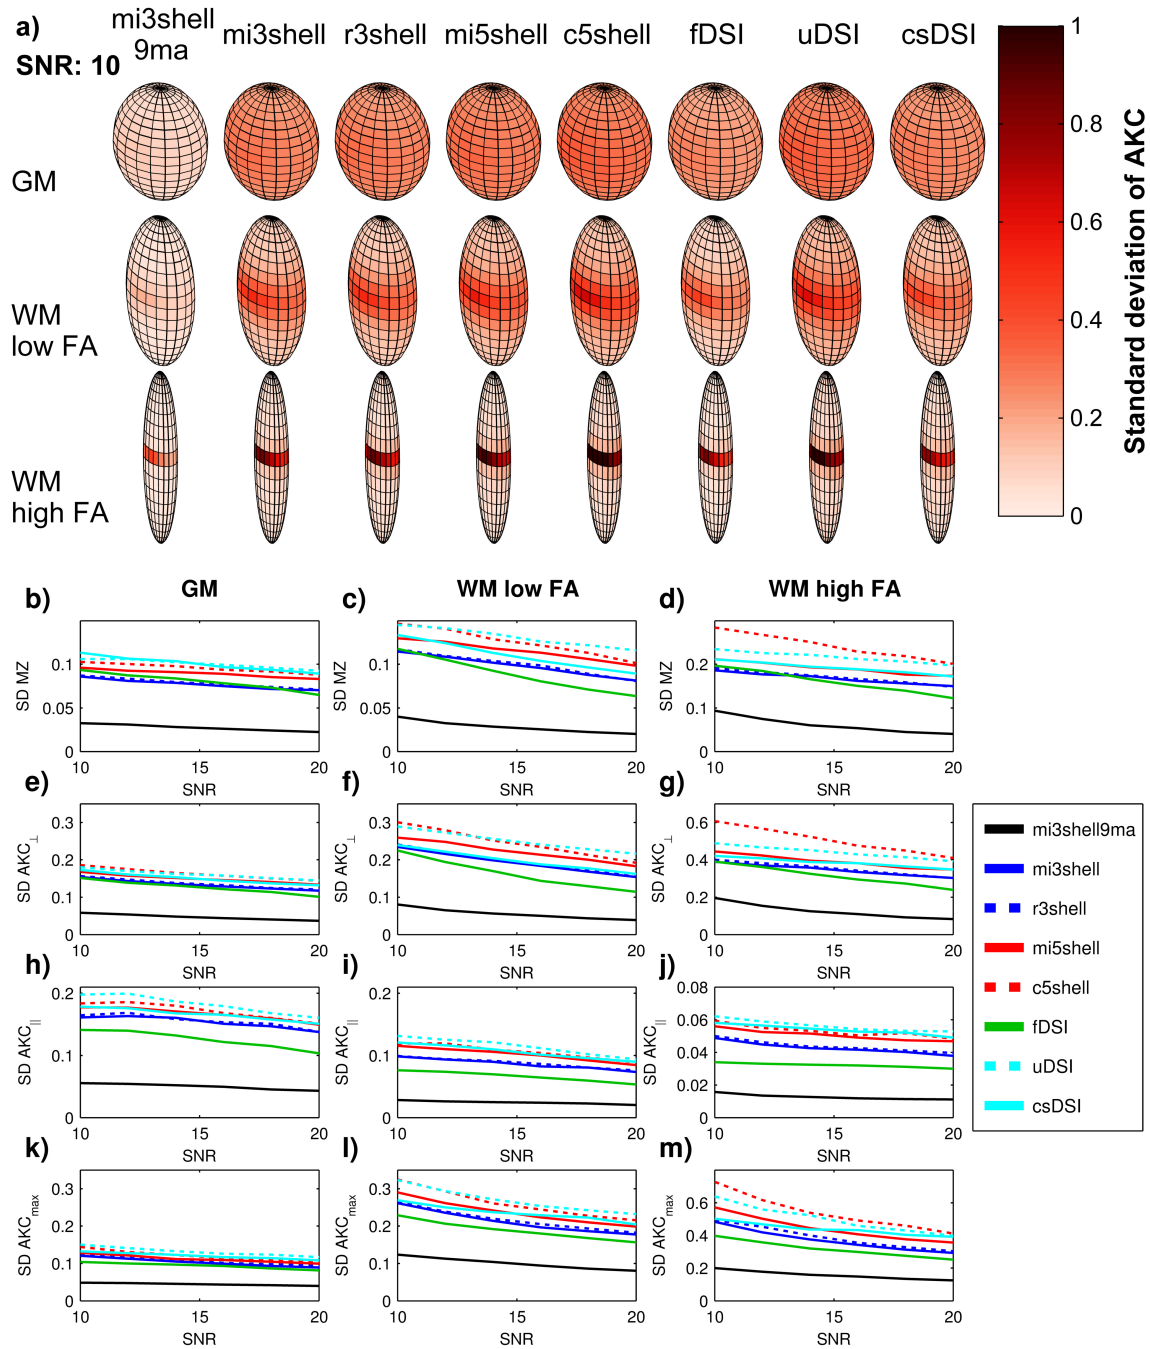 a)
SNR: 10
mi3shell
9ma
mi3shell
r3shell
mi5shell
c5shell
fDSI
uDSI
csDSI
GM
WM
low FA
WM
high FA
1
0.8
0.6
0.4
0.2
0
Standard deviation of AKC
b)
GM
c)
WM low FA
d)
WM high FA
SD MZ
0.1
0.05
0
10
15
20
SNR
SD MZ
0.1
0.05
0
10
15
20
SNR
SD MZ
0.2
0.1
0
10
15
20
SNR
e)
SD AKC⊥
0.3
0.2
0.1
0
10
15
20
SNR
f)
SD AKC⊥
0.3
0.2
0.1
0
10
15
20
SNR
g)
SD AKC⊥
0.6
0.4
0.2
0
10
15
20
SNR
h)
SD AKC||
0.2
0.1
0
10
15
20
SNR
i)
SD AKC||
0.2
0.1
0
10
15
20
SNR
j)
SD AKC||
0.08
0.06
0.04
0.02
0
10
15
20
SNR
k)
SD AKCmax
0.3
0.2
0.1
0
10
15
20
SNR
l)
SD AKCmax
0.3
0.2
0.1
0
10
15
20
SNR
m)
SD AKCmax
0.6
0.4
0.2
0
10
15
20
SNR
mi3shell9ma
mi3shell
r3shell
mi5shell
c5shell
fDSI
uDSI
csDSI